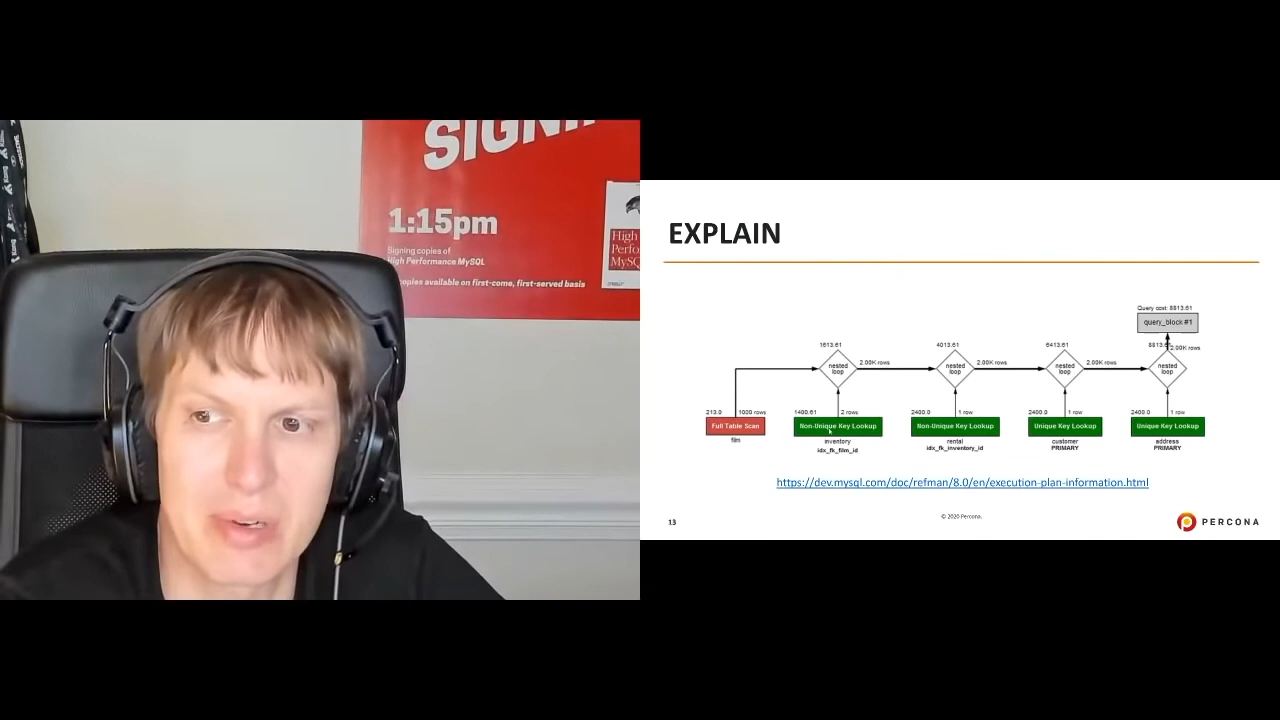 SIGNI
1:15pm
Signing copies of
High Performance MySQL
copies available on first-come, first-served basis
High
Perfo
MySQ
EXPLAIN
Query cost: 8813.61
query_block #1
1613.61
4013.61
6413.61
2.00K rows
nested loop
2.00K rows
nested loop
2.00K rows
nested loop
2.00K rows
nested loop
213.0 1000 rows
1400.61 2 rows
2400.0 1 row
2400.0 1 row
2400.0 1 row
Full Table Scan
Non-Unique Key Lookup
Non-Unique Key Lookup
Unique Key Lookup
Unique Key Lookup
film
inventory
rental
customer
address
idx_fk_film_id
idx_fk_inventory_id
PRIMARY
PRIMARY
https://dev.mysql.com/doc/refman/8.0/en/execution-plan-information.html
© 2020 Percona.
13
PERCONA